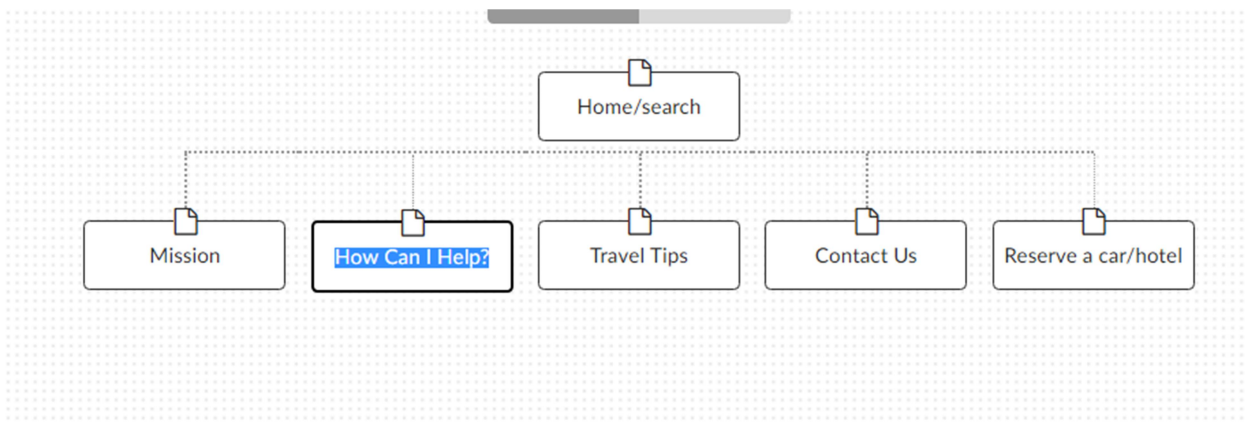 Home/search
Mission
How Can I Help?
Travel Tips
Contact Us
Reserve a car/hotel